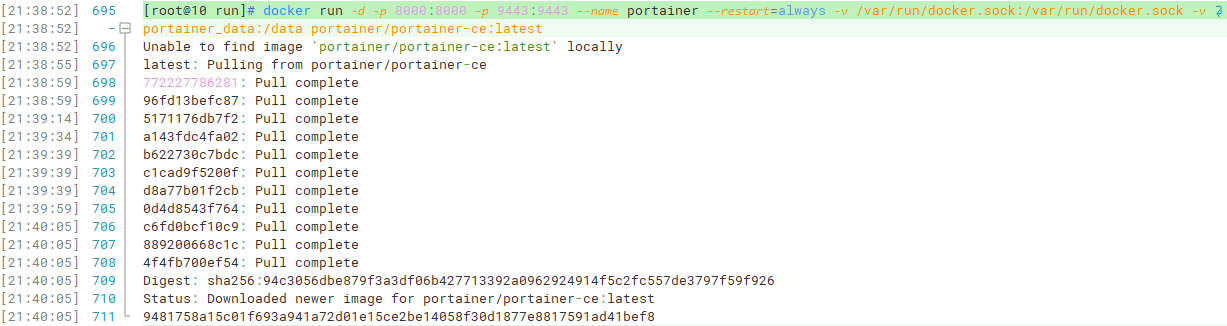 [21:38:52] 695 [root@10 run]# docker run -d -p 8000:8000 -p 9443:9443 --name portainer --restart=always -v /var/run/docker.sock:/var/run/docker.sock -v
[21:38:52] - portainer_data:/data portainer/portainer-ce:latest
[21:38:52] 696 Unable to find image 'portainer/portainer-ce:latest' locally
[21:38:55] 697 latest: Pulling from portainer/portainer-ce
[21:38:59] 698 772227786281: Pull complete
[21:38:59] 699 96fd13befc87: Pull complete
[21:39:14] 700 5171176db7f2: Pull complete
[21:39:34] 701 a143fdc4fa02: Pull complete
[21:39:39] 702 b622730c7bdc: Pull complete
[21:39:39] 703 c1cad9f5200f: Pull complete
[21:39:39] 704 d8a77b01f2cb: Pull complete
[21:39:59] 705 0d4d8543f764: Pull complete
[21:40:05] 706 c6fd0bcf10c9: Pull complete
[21:40:05] 707 889200668c1c: Pull complete
[21:40:05] 708 4f4fb700ef54: Pull complete
[21:40:05] 709 Digest: sha256:94c3056dbe879f3a3df06b427713392a0962924914f5c2fc557de3797f59f926
[21:40:05] 710 Status: Downloaded newer image for portainer/portainer-ce:latest
[21:40:05] 711 9481758a15c01f693a941a72d01e15ce2be14058f30d1877e8817591ad41bef8